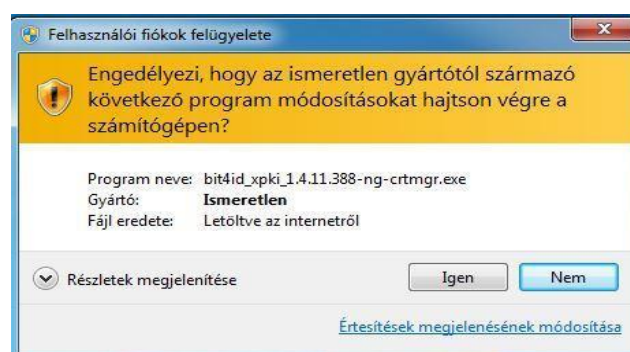 Felhasználói fiókok felügyelete
Engedélyezi, hogy az ismeretlen gyártótól származó
következő program módosításokat hajtson végre a
számítógépen?
Program neve: bit4id_xpki_1.4.11.388-ng-crtmgr.exe
Gyártó: Ismeretlen
Fájl eredete: Letöltve az internetről
Részletek megjelenítése
Igen
Nem
Értesítések megjelenésének módosítása